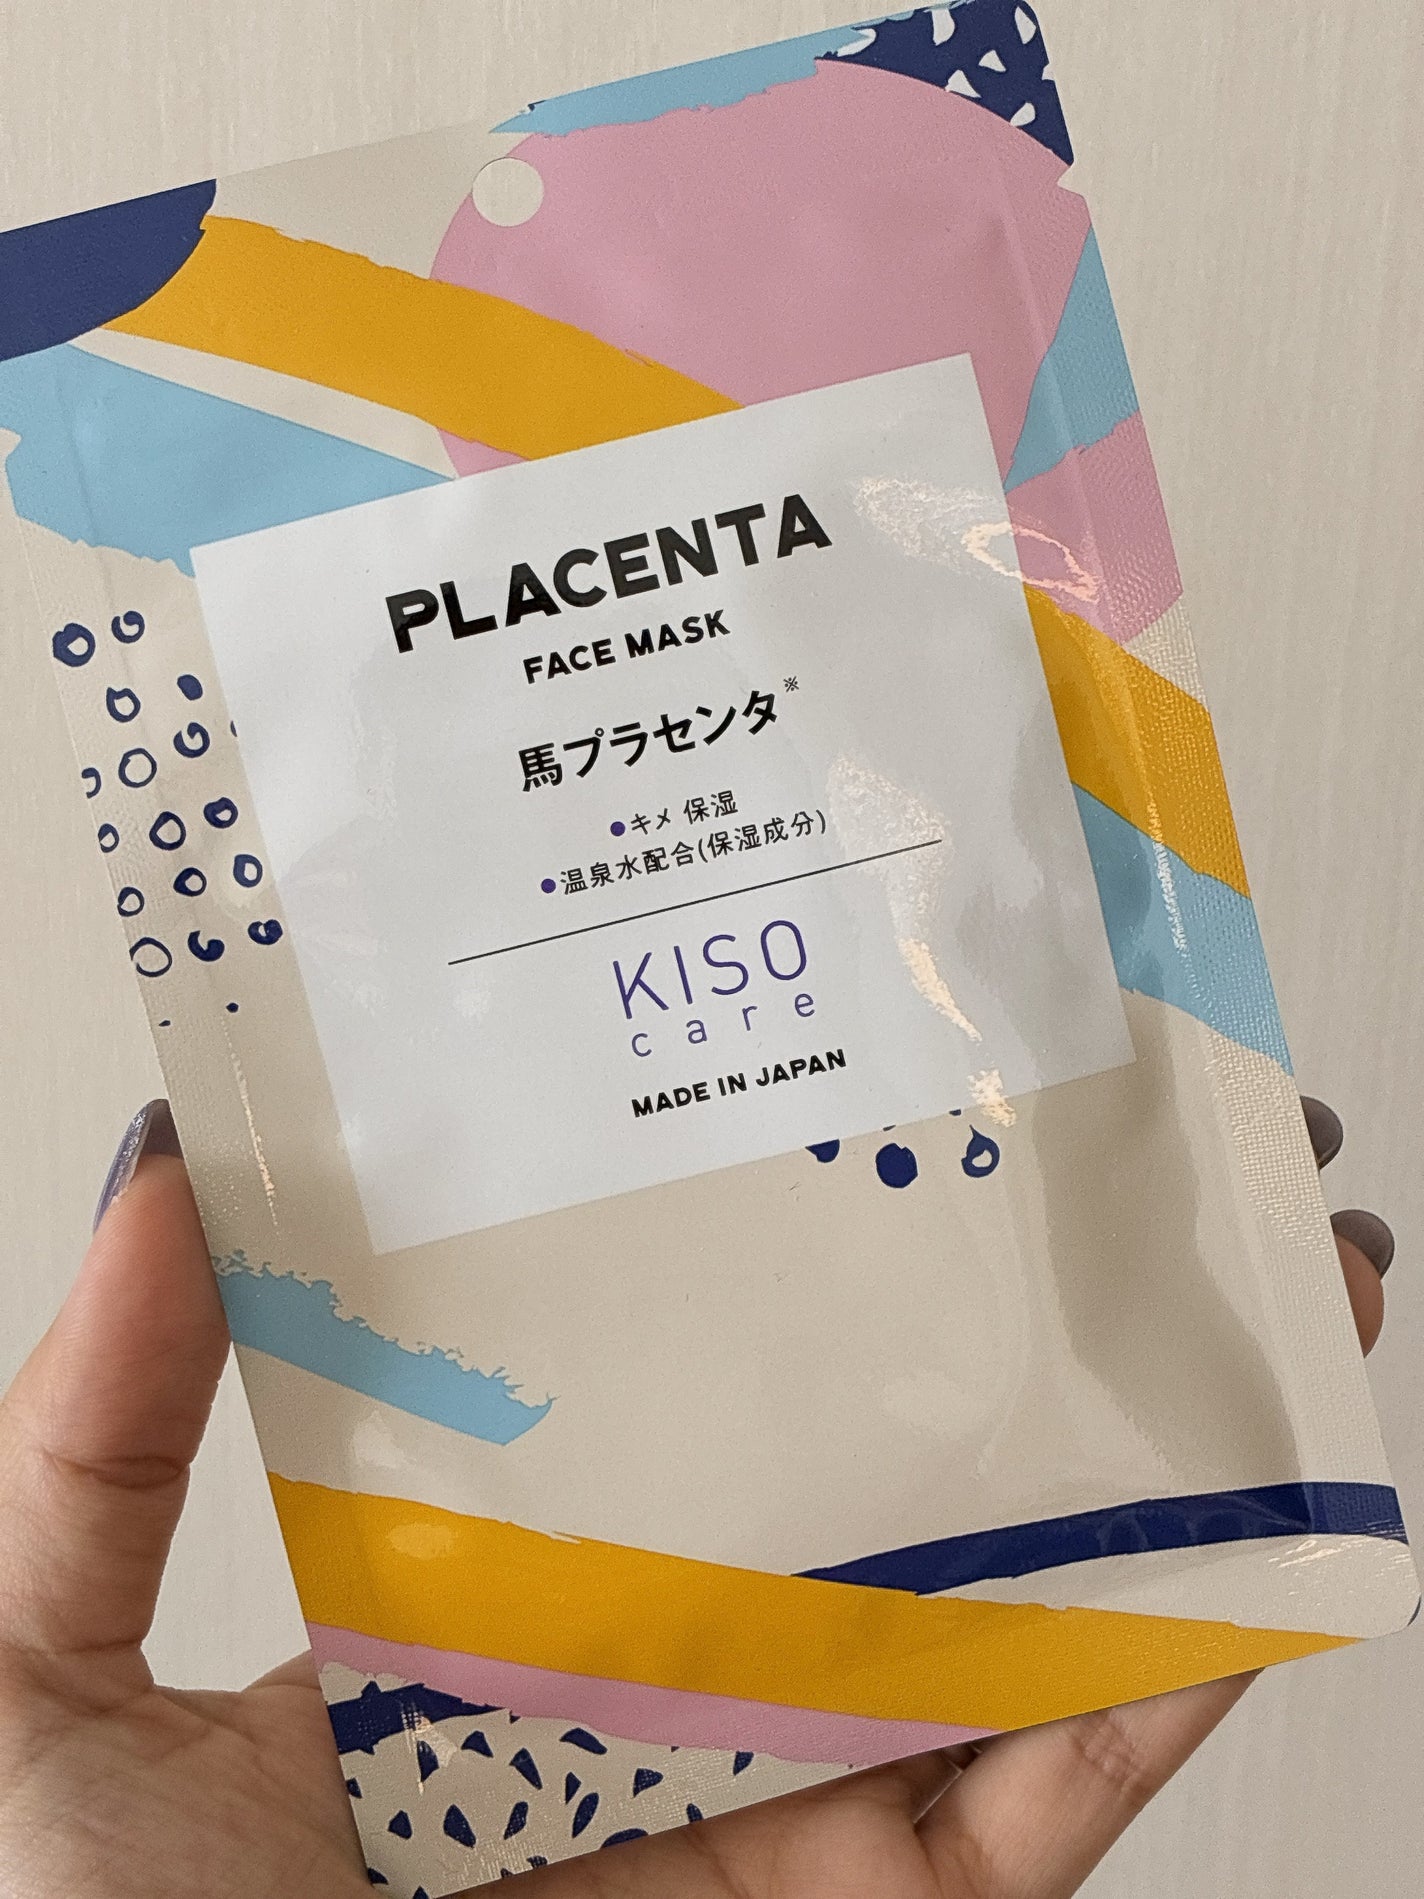 PLACENTA
FACE MASK
馬プラセンタ※
●キメ 保湿
●温泉水配合(保湿成分)
KISO
care
MADE IN JAPAN